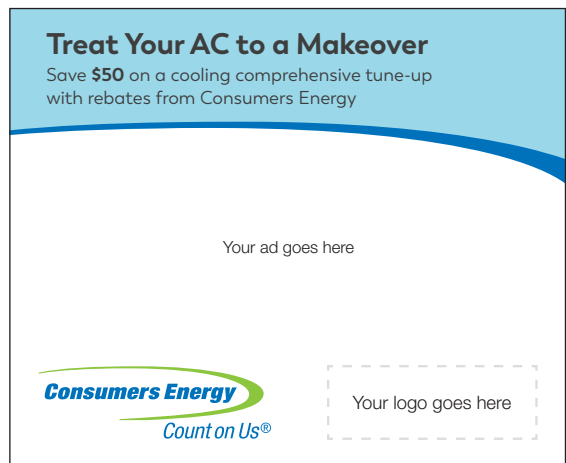 Treat Your AC to a Makeover
Save $50 on a cooling comprehensive tune-up
with rebates from Consumers Energy
Your ad goes here
Consumers Energy
Count on Us®
Your logo goes here